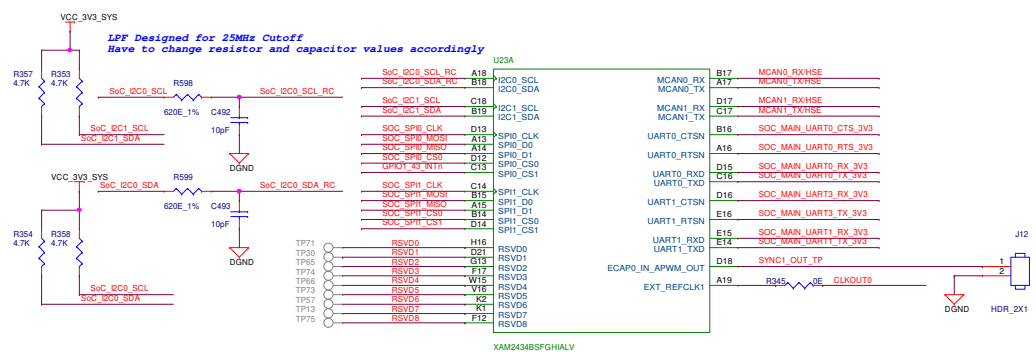 VCC_3V3_SYS
LPF Designed for 25MHz Cutoff
Have to change resistor and capacitor values accordingly
R357
4.7K
R353
4.7K
SoC_I2C0_SCL
R598
620E_1%
SoC_I2C0_SCL_RC
C492
10pF
DGND
SoC_I2C1_SCL
SoC_I2C1_SDA
VCC_3V3_SYS
SoC_I2C0_SDA
R599
620E_1%
SoC_I2C0_SDA_RC
C493
10pF
DGND
R354
4.7K
R358
4.7K
SoC_I2C0_SCL
SoC_I2C0_SDA
U23A
SoC_I2C0_SCL_RC A18 I2C0_SCL
SoC_I2C0_SDA_RC B18 I2C0_SDA
SoC_I2C1_SCL C18 I2C1_SCL
SoC_I2C1_SDA B19 I2C1_SDA
SOC_SPI0_CLK D13 SPI0_CLK
SOC_SPI0_MOSI A13 SPI0_D0
SOC_SPI0_MISO A14 SPI0_D1
SOC_SPI0_CS0 D12 SPI0_CS0
GPIO1_43_INTn C13 SPI0_CS1
SOC_SPI1_CLK C14 SPI1_CLK
SOC_SPI1_MOSI B15 SPI1_D0
SOC_SPI1_MISO A15 SPI1_D1
SOC_SPI1_CS0 B14 SPI1_CS0
SOC_SPI1_CS1 D14 SPI1_CS1
TP71 RSVD0 H16 RSVD0
TP30 RSVD1 D21 RSVD1
TP65 RSVD2 G13 RSVD2
TP74 RSVD3 F17 RSVD3
TP66 RSVD4 W15 RSVD4
TP73 RSVD5 V16 RSVD5
TP57 RSVD6 K2 RSVD6
TP13 RSVD7 K1 RSVD7
TP75 RSVD8 F12 RSVD8
MCAN0_RX B17 MCAN0_RX/HSE
MCAN0_TX A17 MCAN0_TX/HSE
MCAN1_RX D17 MCAN1_RX/HSE
MCAN1_TX C17 MCAN1_TX/HSE
UART0_CTSN B16 SOC_MAIN_UART0_CTS_3V3
UART0_RTSN A16 SOC_MAIN_UART0_RTS_3V3
UART0_RXD D15 SOC_MAIN_UART0_RX_3V3
UART0_TXD C16 SOC_MAIN_UART0_TX_3V3
UART1_CTSN D16 SOC_MAIN_UART3_RX_3V3
UART1_RTSN E16 SOC_MAIN_UART3_TX_3V3
UART1_RXD E15 SOC_MAIN_UART1_RX_3V3
UART1_TXD E14 SOC_MAIN_UART1_TX_3V3
ECAP0_IN_APWM_OUT D18 SYNC1_OUT_TP
EXT_REFCLK1 A19 R345 0E CLKOUT0
J12
1
2
DGND
HDR_2X1
XAM2434BSFGHIALV